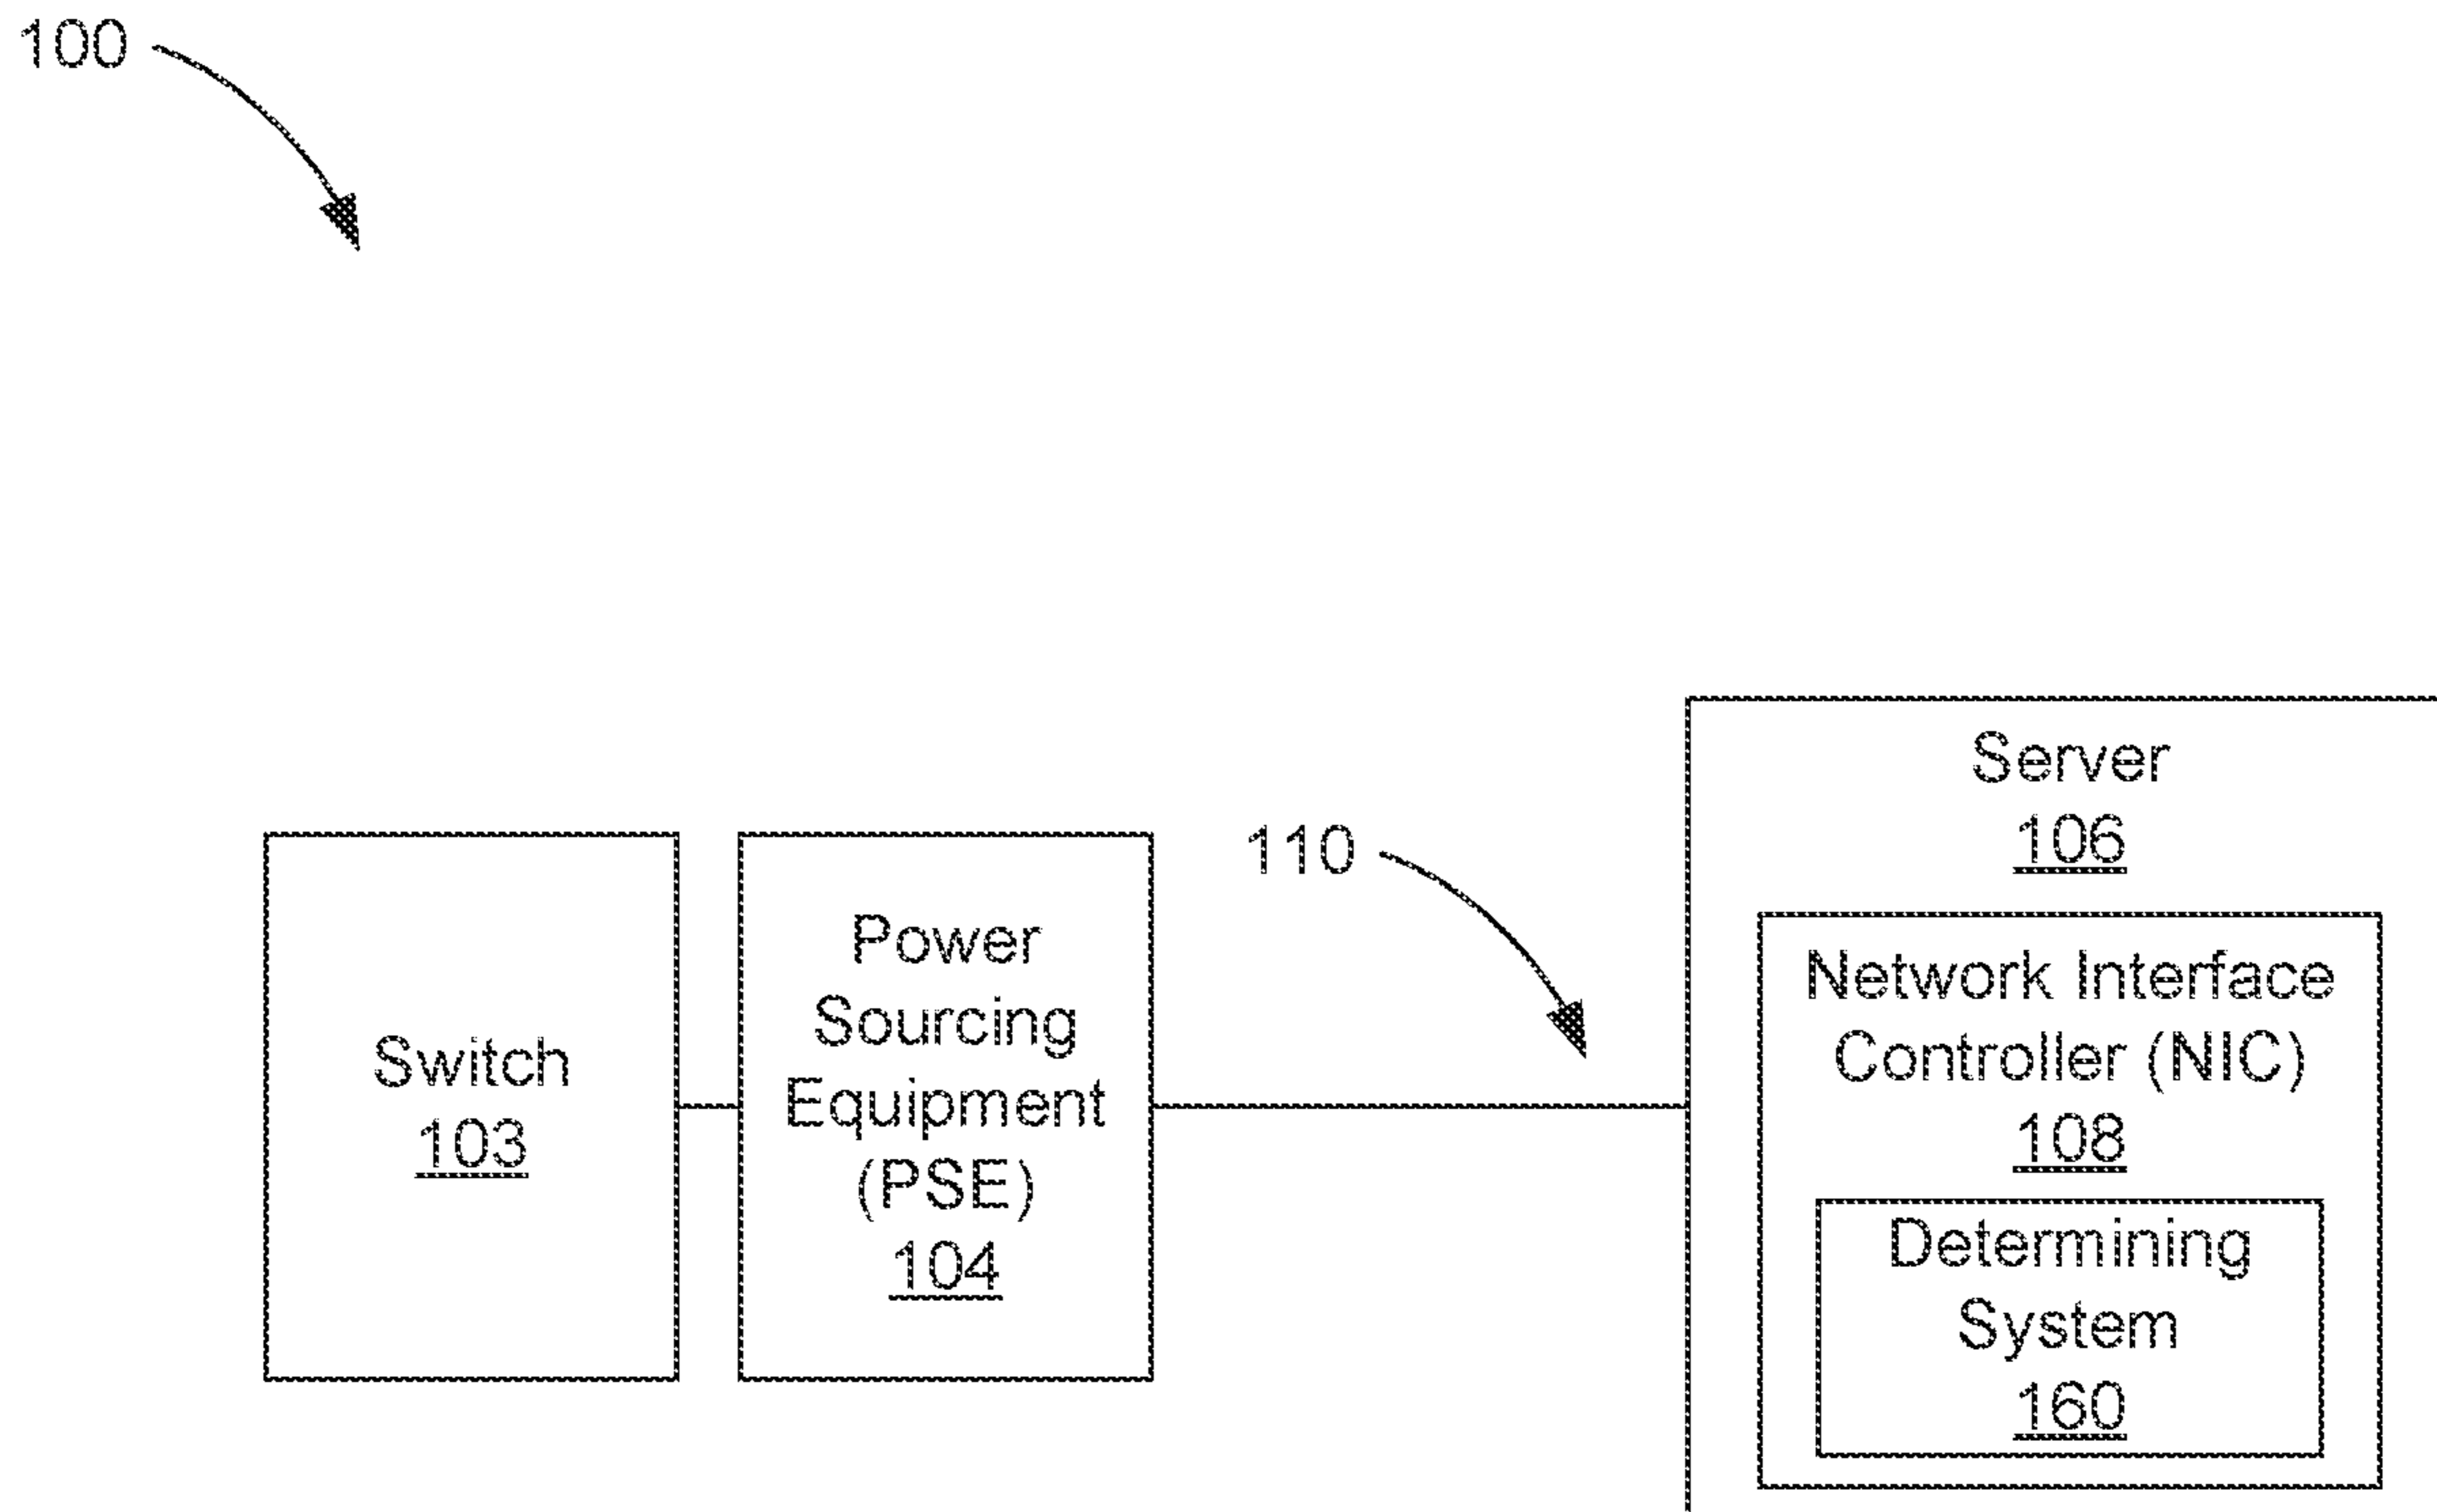 100
Switch
103
Power
Sourcing
Equipment
(PSE)
104
110
Server
106
Network Interface
Controller (NIC)
108
Determining
System
160